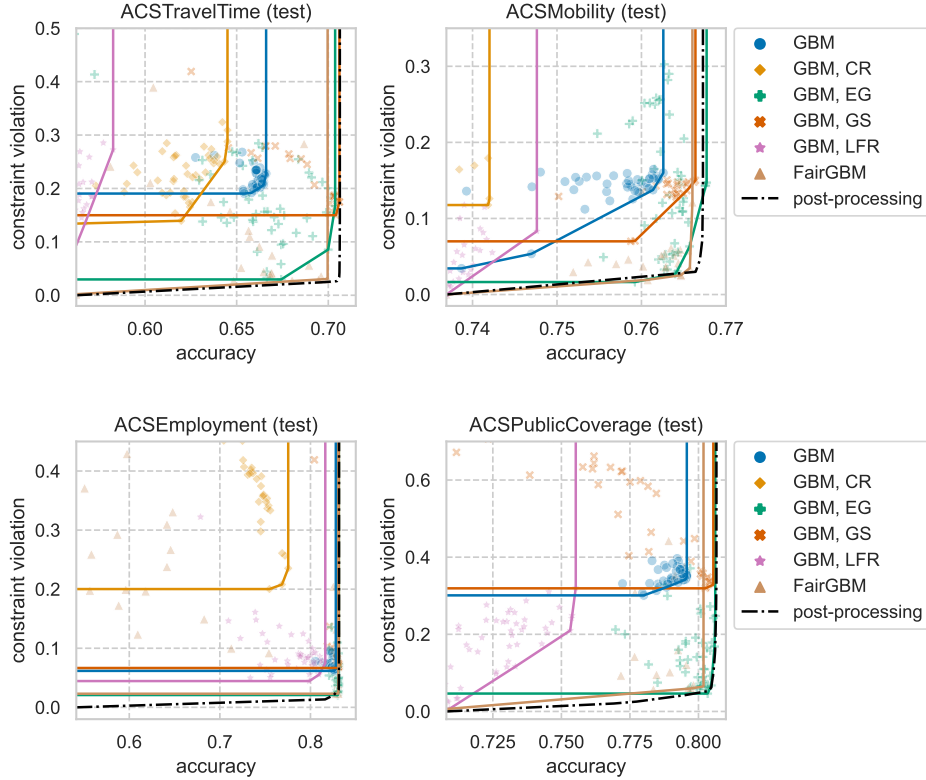 ACSTravelTime (test)
constraint violation
0.5
0.4
0.3
0.2
0.1
0.0
0.60
0.65
0.70
accuracy
ACSMobility (test)
constraint violation
0.3
0.2
0.1
0.0
0.74
0.75
0.76
0.77
accuracy
GBM
GBM, CR
GBM, EG
GBM, GS
GBM, LFR
FairGBM
post-processing
ACSEmployment (test)
constraint violation
0.4
0.3
0.2
0.1
0.0
0.6
0.7
0.8
accuracy
ACSPublicCoverage (test)
constraint violation
0.6
0.4
0.2
0.0
0.725
0.750
0.775
0.800
accuracy
GBM
GBM, CR
GBM, EG
GBM, GS
GBM, LFR
FairGBM
post-processing